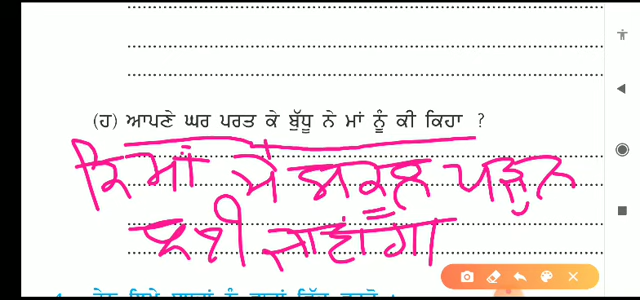 (ਹ) ਆਪਣੇ ਘਰ ਪਰਤ ਕੇ ਬੁੱਧੂ ਨੇ ਮਾਂ ਨੂੰ ਕੀ ਕਿਹਾ ?
ਕਿ ਮਾਂ ਮੈ ਸਕੂਲ ਪੜ੍ਹਨ
ਜਾਵਾਂਗਾ